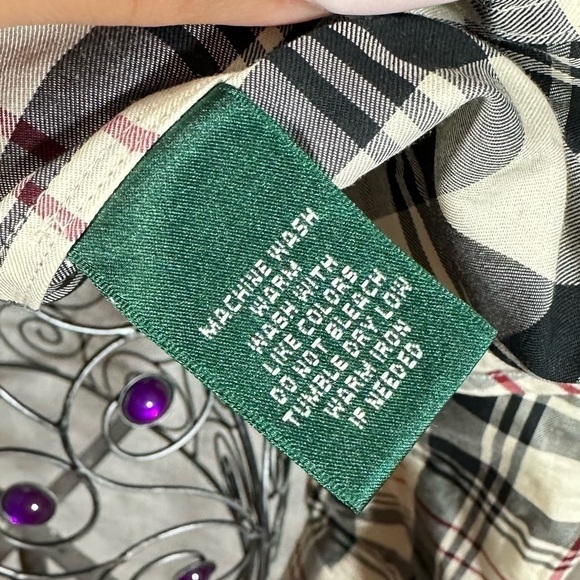 MACHINE WASH
WARM
WASH WITH
LIKE COLORS
DO NOT BLEACH
TUMBLE DRY LOW
WARM IRON
IF NEEDED